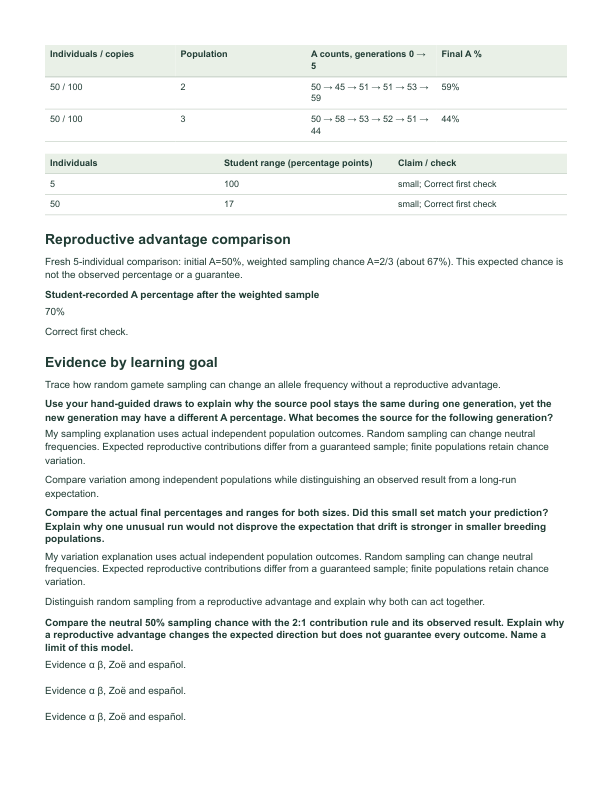 Individuals / copies Population A counts, generations 0 → Final A %
5
50 / 100 2 50 → 45 → 51 → 51 → 53 → 59%
59
50 / 100 3 50 → 58 → 53 → 52 → 51 → 44%
44
Individuals Student range (percentage points) Claim / check
5 100 small; Correct first check
50 17 small; Correct first check
Reproductive advantage comparison
Fresh 5-individual comparison: initial A=50%, weighted sampling chance A=2/3 (about 67%). This expected chance is
not the observed percentage or a guarantee.
Student-recorded A percentage after the weighted sample
70%
Correct first check.
Evidence by learning goal
Trace how random gamete sampling can change an allele frequency without a reproductive advantage.
Use your hand-guided draws to explain why the source pool stays the same during one generation, yet the
new generation may have a different A percentage. What becomes the source for the following generation?
My sampling explanation uses actual independent population outcomes. Random sampling can change neutral
frequencies. Expected reproductive contributions differ from a guaranteed sample; finite populations retain chance
variation.
Compare variation among independent populations while distinguishing an observed result from a long-run
expectation.
Compare the actual final percentages and ranges for both sizes. Did this small set match your prediction?
Explain why one unusual run would not disprove the expectation that drift is stronger in smaller breeding
populations.
My variation explanation uses actual independent population outcomes. Random sampling can change neutral
frequencies. Expected reproductive contributions differ from a guaranteed sample; finite populations retain chance
variation.
Distinguish random sampling from a reproductive advantage and explain why both can act together.
Compare the neutral 50% sampling chance with the 2:1 contribution rule and its observed result. Explain why
a reproductive advantage changes the expected direction but does not guarantee every outcome. Name a
limit of this model.
Evidence α β, Zoë and español.
Evidence α β, Zoë and español.
Evidence α β, Zoë and español.